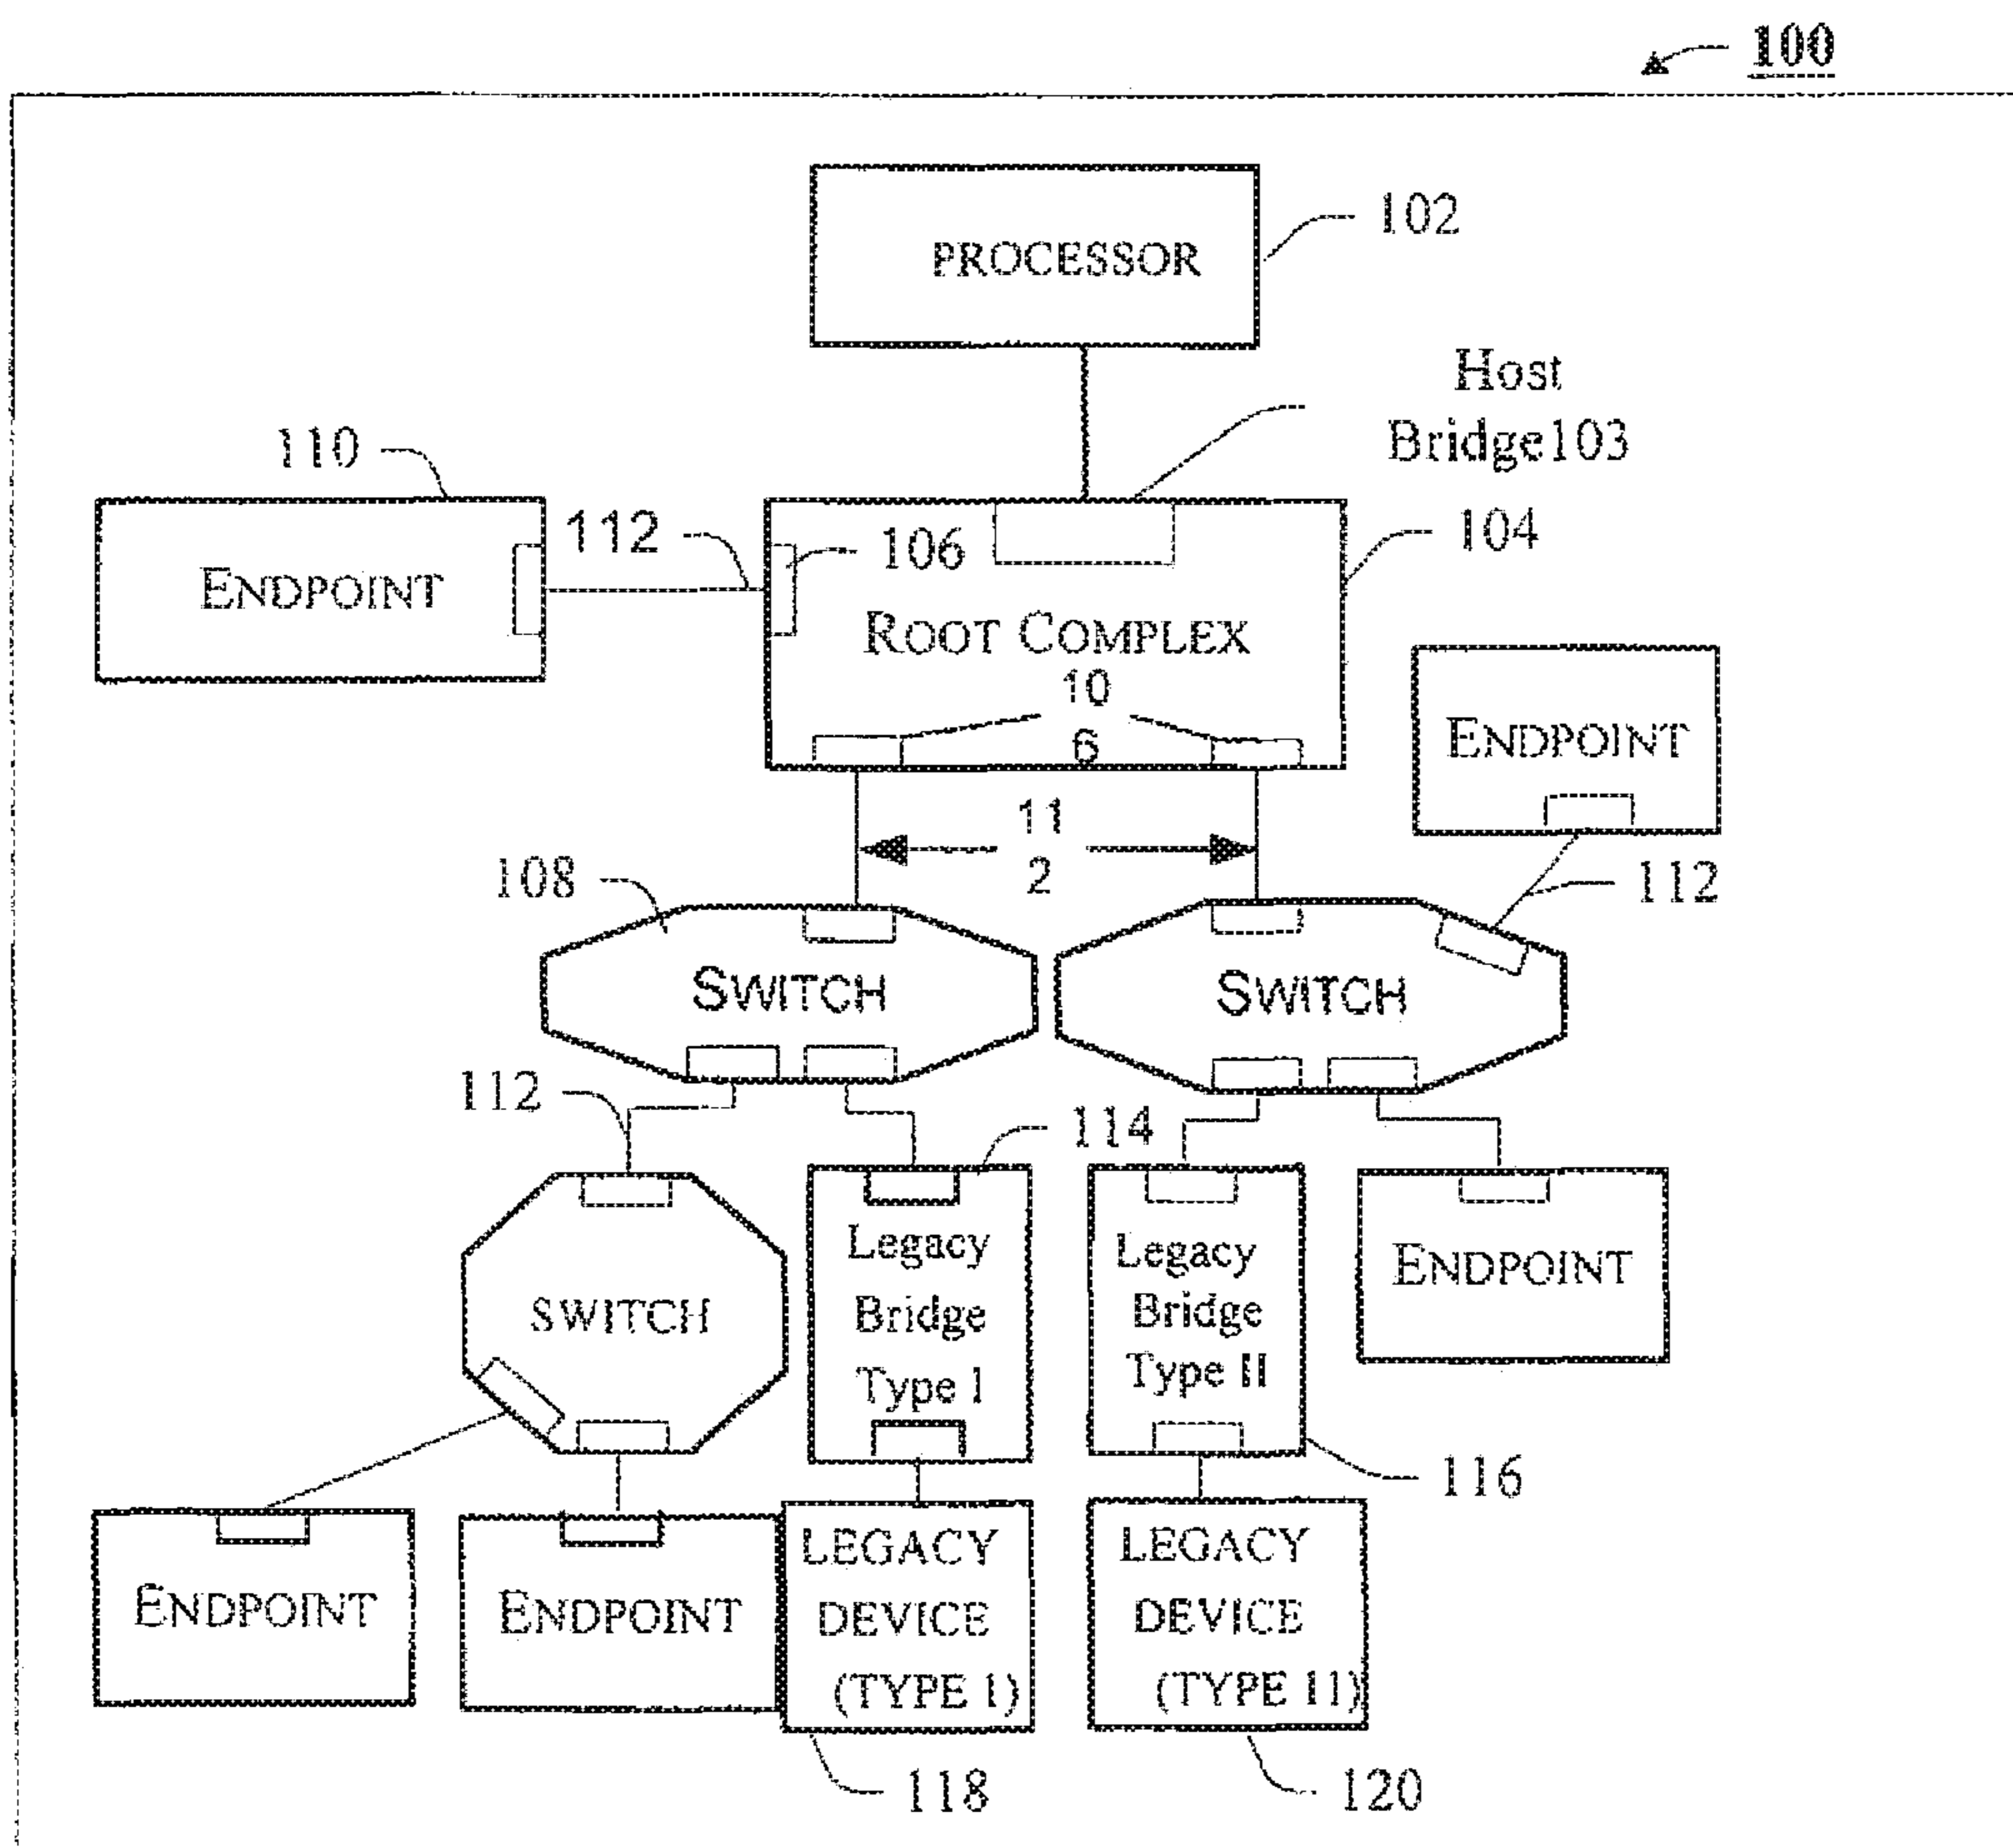 100
PROCESSOR
102
Host
Bridge103
110
112
106
104
ENDPOINT
ROOT COMPLEX
10
6
ENDPOINT
11
2
108
112
SWITCH
SWITCH
112
114
Legacy
Bridge
Type I
Legacy
Bridge
Type II
ENDPOINT
SWITCH
116
ENDPOINT
ENDPOINT
LEGACY
DEVICE
(TYPE I)
LEGACY
DEVICE
(TYPE II)
118
120